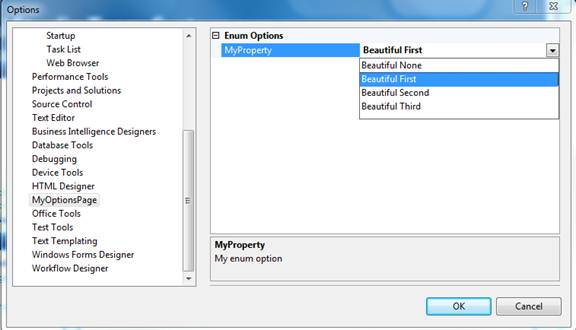 Options
Startup
Task List
Web Browser
Performance Tools
Projects and Solutions
Source Control
Text Editor
Business Intelligence Designers
Database Tools
Debugging
Device Tools
HTML Designer
MyOptionsPage
Office Tools
Test Tools
Text Templating
Windows Forms Designer
Workflow Designer
Enum Options
MyProperty Beautiful First
Beautiful None
Beautiful First
Beautiful Second
Beautiful Third
MyProperty
My enum option
OK Cancel